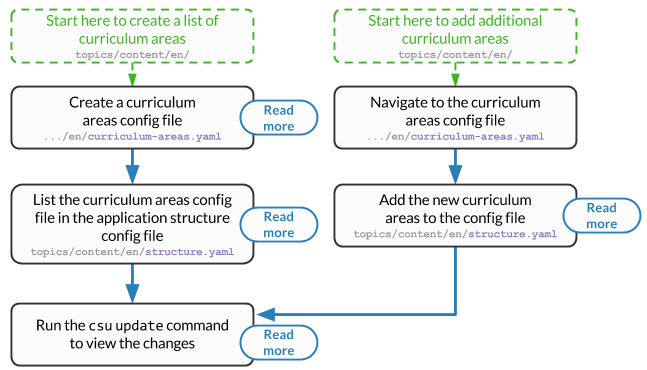 Start here to create a list of
curriculum areas
topics/content/en/
Start here to add additional
curriculum areas
topics/content/en/
Create a curriculum
areas config file
.../en/curriculum-areas.yaml
Read
more
Navigate to the curriculum
areas config file
.../en/curriculum-areas.yaml
List the curriculum areas config
file in the application structure
config file
topics/content/en/structure.yaml
Read
more
Add the new curriculum
areas to the config file
topics/content/en/structure.yaml
Read
more
Run the csu update command
to view the changes
Read
more